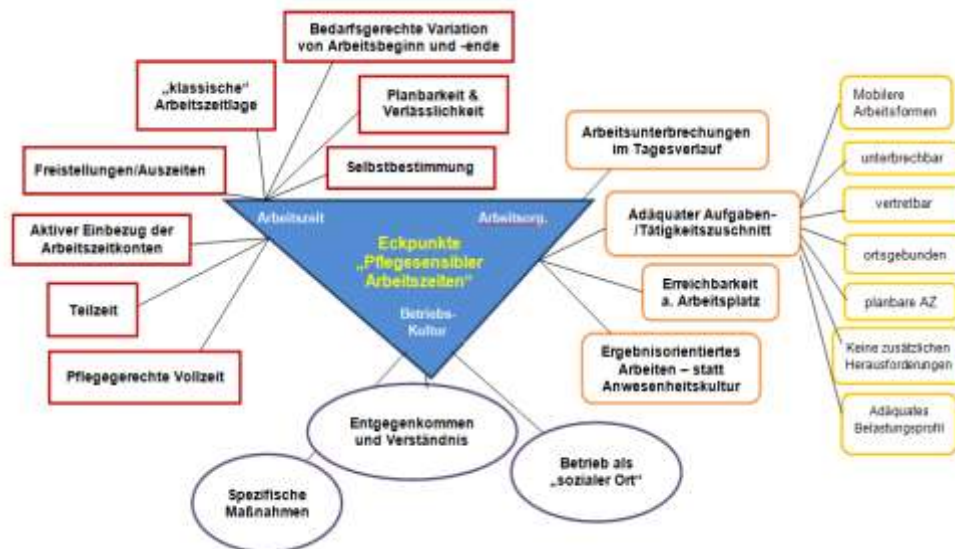 Bedarfsgerechte Variation
von Arbeitsbeginn und -ende
„klassische“
Arbeitszeitlage
Planbarkeit &
Verlässlichkeit
Freistellungen/Auszeiten
Selbstbestimmung
Aktiver Einbezug der
Arbeitszeitkonten
Teilzeit
Pflegegerechte Vollzeit
Arbeitszeit
Arbeitsorg.
Eckpunkte
„Pflegesensibler
Arbeitszeiten“
Betriebs-
Kultur
Arbeitsunterbrechungen
im Tagesverlauf
Adäquater Aufgaben-
/Tätigkeitszuschnitt
Erreichbarkeit
a. Arbeitsplatz
Ergebnisorientiertes
Arbeiten – statt
Anwesenheitskultur
Mobilere
Arbeitsformen
unterbrechbar
vertretbar
ortsgebunden
planbare AZ
Keine zusätzlichen
Herausforderungen
Adäquates
Belastungsprofil
Entgegenkommen
und Verständnis
Spezifische
Maßnahmen
Betrieb als
„sozialer Ort“